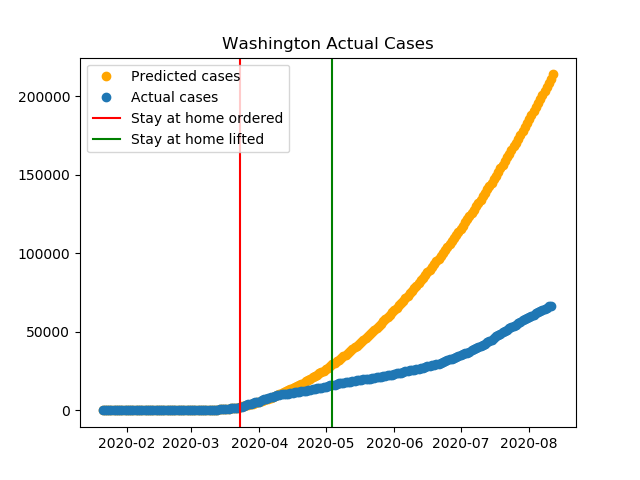 Washington Actual Cases
Predicted cases
Actual cases
Stay at home ordered
Stay at home lifted
200000
150000
100000
50000
0
2020-02 2020-03 2020-04 2020-05 2020-06 2020-07 2020-08